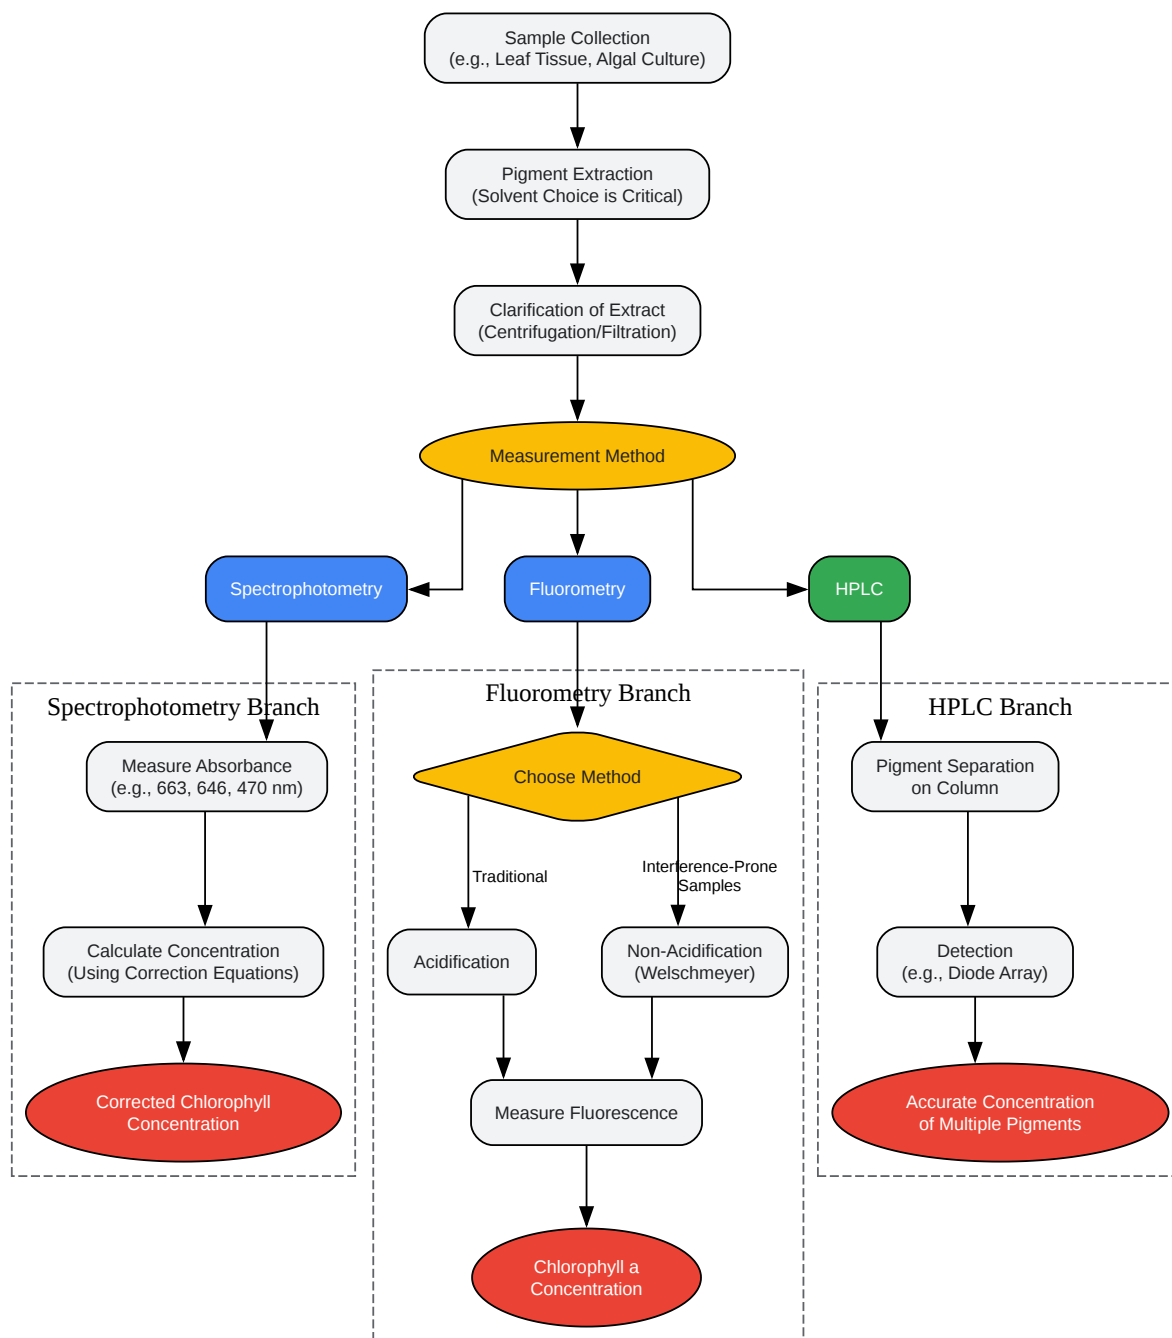 Sample Collection
(e.g., Leaf Tissue, Algal Culture)
Pigment Extraction
(Solvent Choice is Critical)
Clarification of Extract
(Centrifugation/Filtration)
Measurement Method
Spectrophotometry
Fluorometry
HPLC
Spectrophotometry Branch
Measure Absorbance
(e.g., 663, 646, 470 nm)
Calculate Concentration
(Using Correction Equations)
Corrected Chlorophyll
Concentration
Fluorometry Branch
Choose Method
Traditional
Interference-Prone
Samples
Acidification
Non-Acidification
(Welschmeyer)
Measure Fluorescence
Chlorophyll a
Concentration
HPLC Branch
Pigment Separation
on Column
Detection
(e.g., Diode Array)
Accurate Concentration
of Multiple Pigments